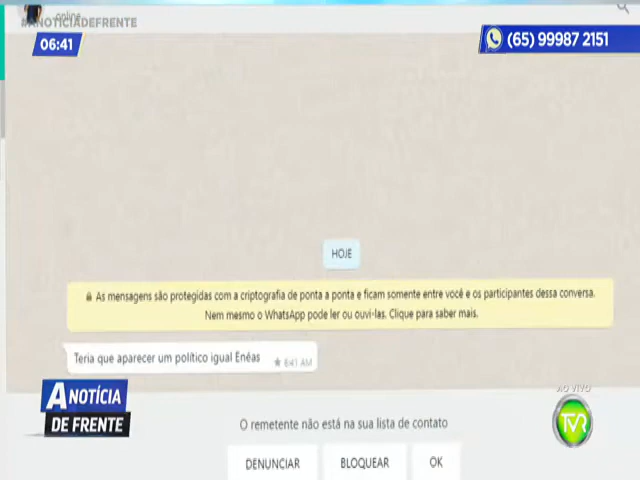 online
#ANOTICIADEFRENTE
06:41
(65) 99987 2151
HOJE
As mensagens são protegidas com a criptografia de ponta a ponta e ficam somente entre você e os participantes dessa conversa.
Nem mesmo o WhatsApp pode ler ou ouvi-las. Clique para saber mais.
Teria que aparecer um político igual Enéas
6:41 AM
A NOTÍCIA
DE FRENTE
AO VIVO
TVR
O remetente não está na sua lista de contato
DENUNCIAR
BLOQUEAR
OK